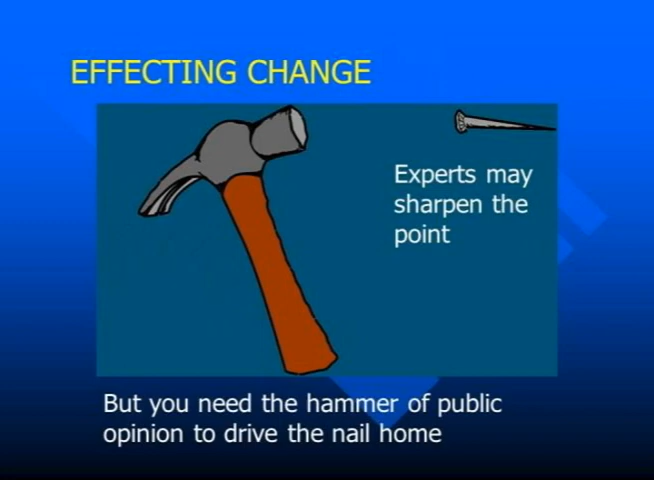 EFFECTING CHANGE
Experts may
sharpen the
point
But you need the hammer of public
opinion to drive the nail home